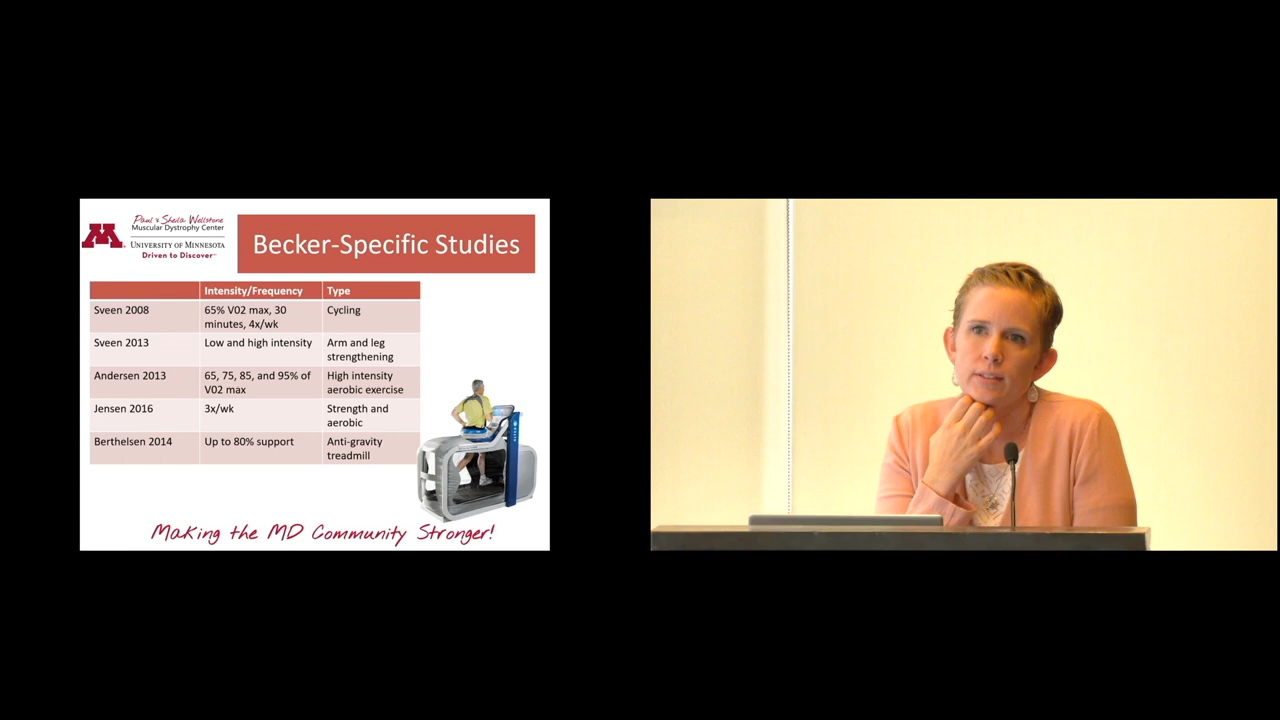 Paul & Sheila Wellstone
Muscular Dystrophy Center
UNIVERSITY OF MINNESOTA
Driven to Discover℠
Becker-Specific Studies
Intensity/Frequency Type
Sveen 2008 65% V02 max, 30 minutes, 4x/wk Cycling
Sveen 2013 Low and high intensity Arm and leg strengthening
Andersen 2013 65, 75, 85, and 95% of V02 max High intensity aerobic exercise
Jensen 2016 3x/wk Strength and aerobic
Berthelsen 2014 Up to 80% support Anti-gravity treadmill
Making the MD Community Stronger!